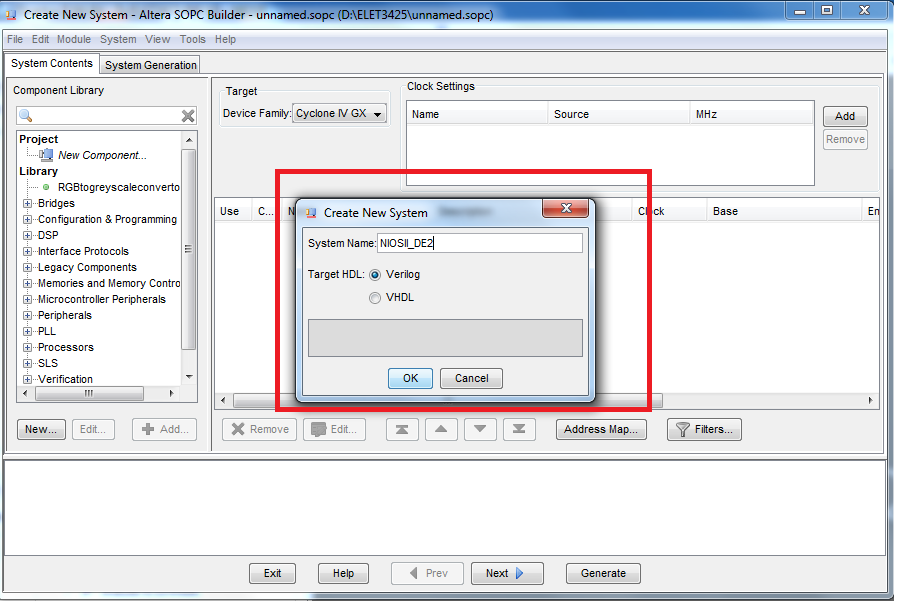 Create New System - Altera SOPC Builder - unnamed.sopc (D:\ELET3425\unnamed.sopc)
File Edit Module System View Tools Help
System Contents System Generation
Component Library
Project
New Component...
Library
RGBtogreyscaleconverto
Bridges
Configuration & Programming
DSP
Interface Protocols
Legacy Components
Memories and Memory Contro
Microcontroller Peripherals
Peripherals
PLL
Processors
SLS
Verification
New... Edit... Add...
Target
Device Family: Cyclone IV GX
Clock Settings
Name Source MHz
Add
Remove
Use C... Description Clock Base En
Create New System
System Name: NIOSII_DE2
Target HDL: Verilog
VHDL
OK Cancel
Remove Edit... Address Map... Filters...
Exit Help Prev Next Generate